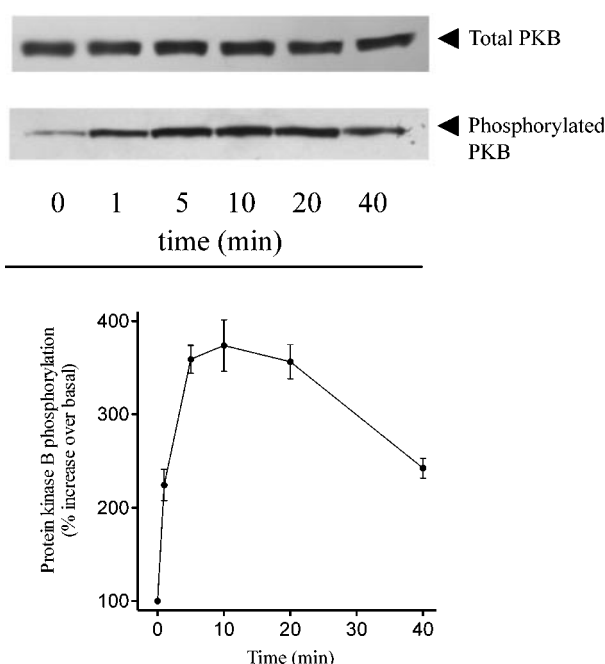 Total PKB
Phosphorylated
PKB
0 1 5 10 20 40
time (min)
Protein kinase B phosphorylation
(% increase over basal)
400
300
200
100
0 10 20 30 40
Time (min)